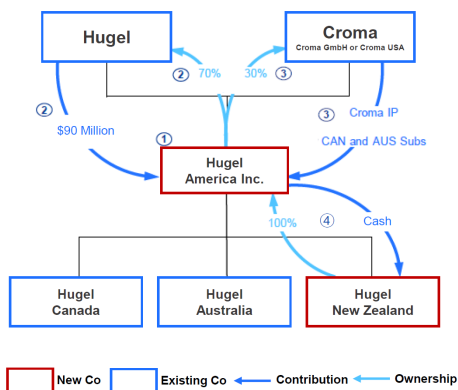 Hugel
Croma
Croma GmbH or Croma USA
2 70%
30% 3
2
$90 Million
3 Croma IP
CAN and AUS Subs
1
Hugel
America Inc.
100%
4
Cash
Hugel
Canada
Hugel
Australia
Hugel
New Zealand
New Co
Existing Co
Contribution
Ownership